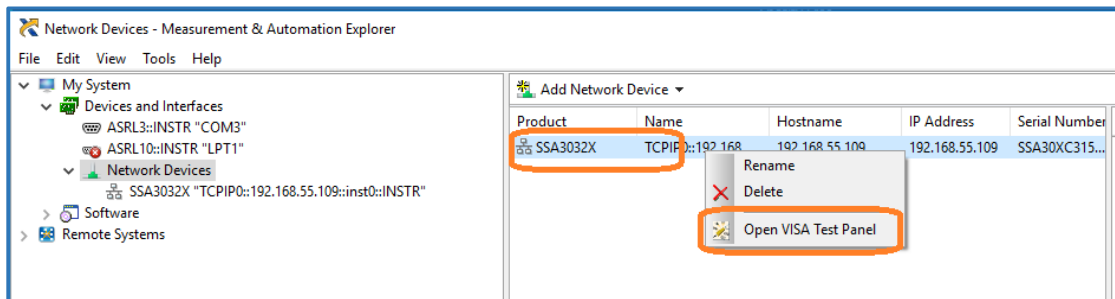 Network Devices - Measurement & Automation Explorer
File Edit View Tools Help
My System
Devices and Interfaces
ASRL3::INSTR "COM3"
ASRL10::INSTR "LPT1"
Network Devices
SSA3032X "TCPIP0::192.168.55.109::inst0::INSTR"
Software
Remote Systems
Add Network Device
Product Name Hostname IP Address Serial Number
SSA3032X TCPIP0::192.168 192.168.55.109 192.168.55.109 SSA30XC315...
Rename
Delete
Open VISA Test Panel